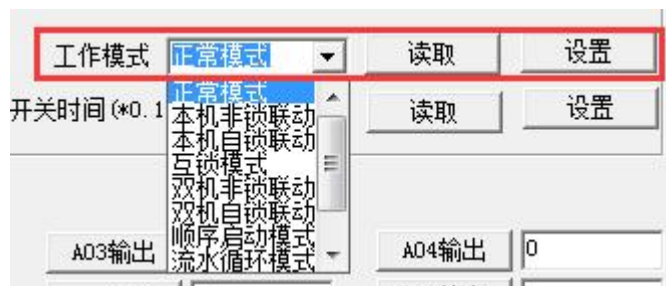 工作模式 正常模式 读取 设置
正常模式
开关时间(*0.1 读取 设置
本机非锁联动
本机自锁联动
互锁模式
双机非锁联动
双机自锁联动
顺序启动模式
流水循环模式
A03输出 A04输出 0